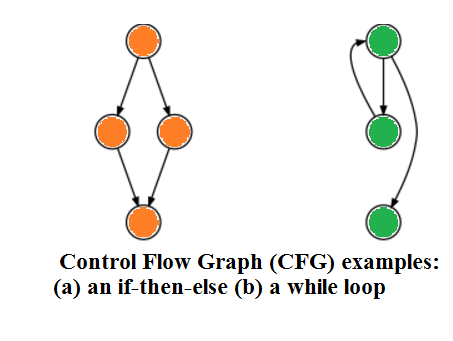 Control Flow Graph (CFG) examples:
(a) an if-then-else (b) a while loop